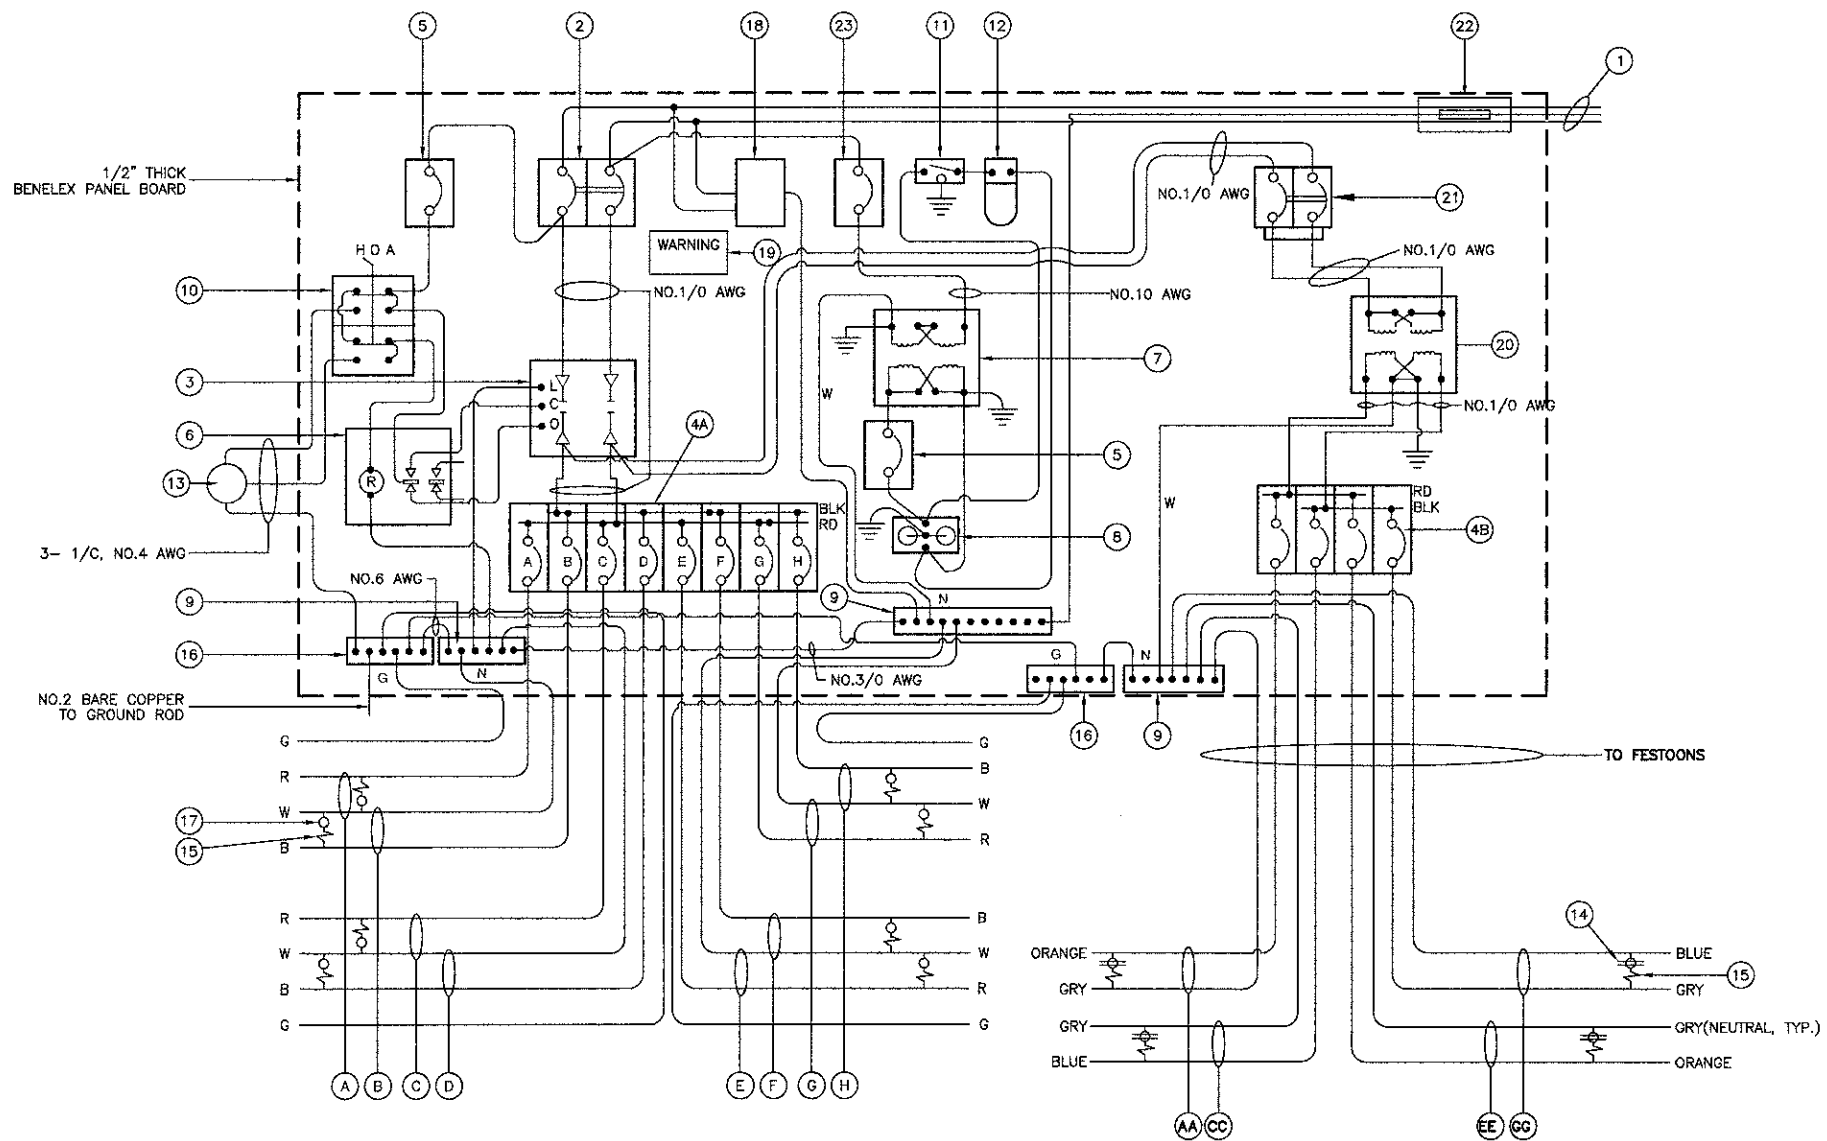 5
2
18
23
11
12
22
1
1/2" THICK
BENELEX PANEL BOARD
NO.1/0 AWG
21
WARNING
19
H O A
NO.1/0 AWG
10
NO.1/0 AWG
NO.10 AWG
20
7
3
L
C
O
W
NO.1/0 AWG
6
4A
5
13
R
W
RD
BLK
BLK
RD
4B
8
3- 1/C, NO.4 AWG
A
B
C
D
E
F
G
H
NO.6 AWG
9
9
N
16
G
N
G
N
NO.3/0 AWG
NO.2 BARE COPPER
TO GROUND ROD
16
9
G
G
TO FESTOONS
R
B
W
W
17
15
B
R
R
B
14
W
W
ORANGE
BLUE
15
B
R
GRY
GRY
G
G
GRY
GRY(NEUTRAL, TYP.)
BLUE
ORANGE
A
B
C
D
E
F
G
H
AA
CC
EE
GG